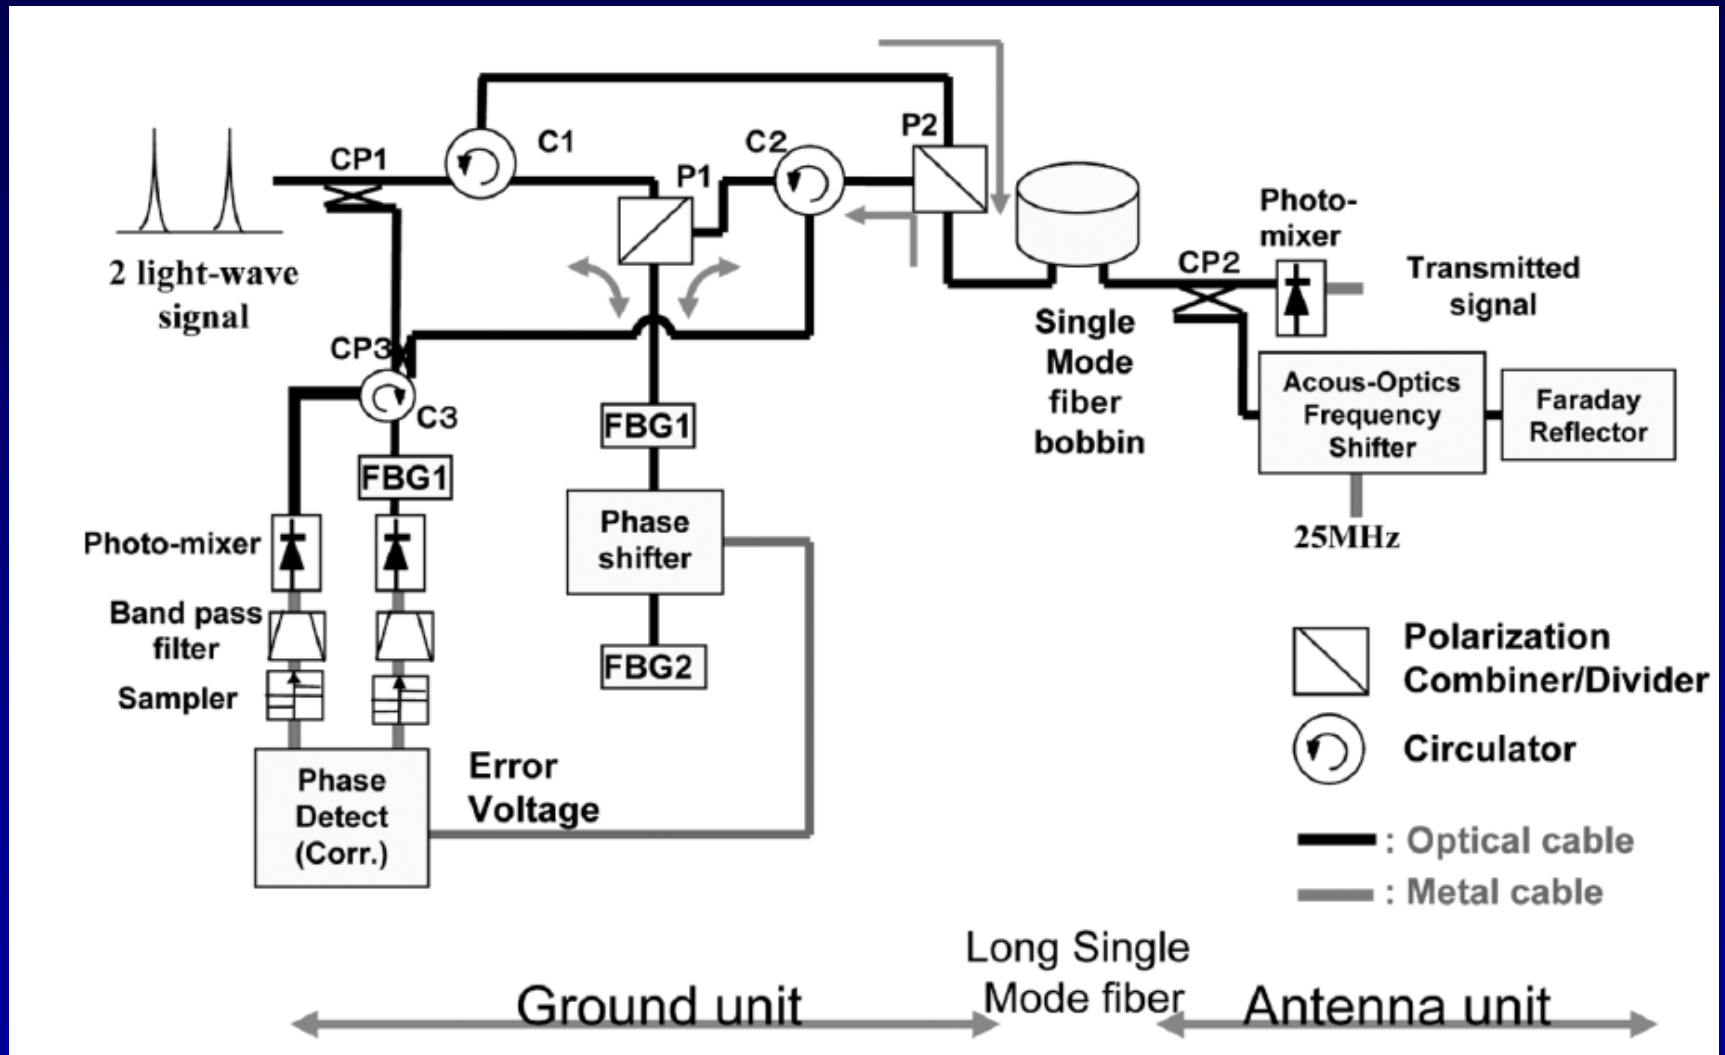 CP1
C1
C2
P2
P1
2 light-wave
signal
Photo-
mixer
CP2
Transmitted
signal
Single
Mode
fiber
bobbin
CP3
C3
FBG1
FBG1
Acous-Optics
Frequency
Shifter
Faraday
Reflector
25MHz
Photo-mixer
Phase
shifter
Band pass
filter
Sampler
FBG2
Phase
Detect
(Corr.)
Error
Voltage
Polarization
Combiner/Divider
Circulator
: Optical cable
: Metal cable
Ground unit
Long Single
Mode fiber
Antenna unit